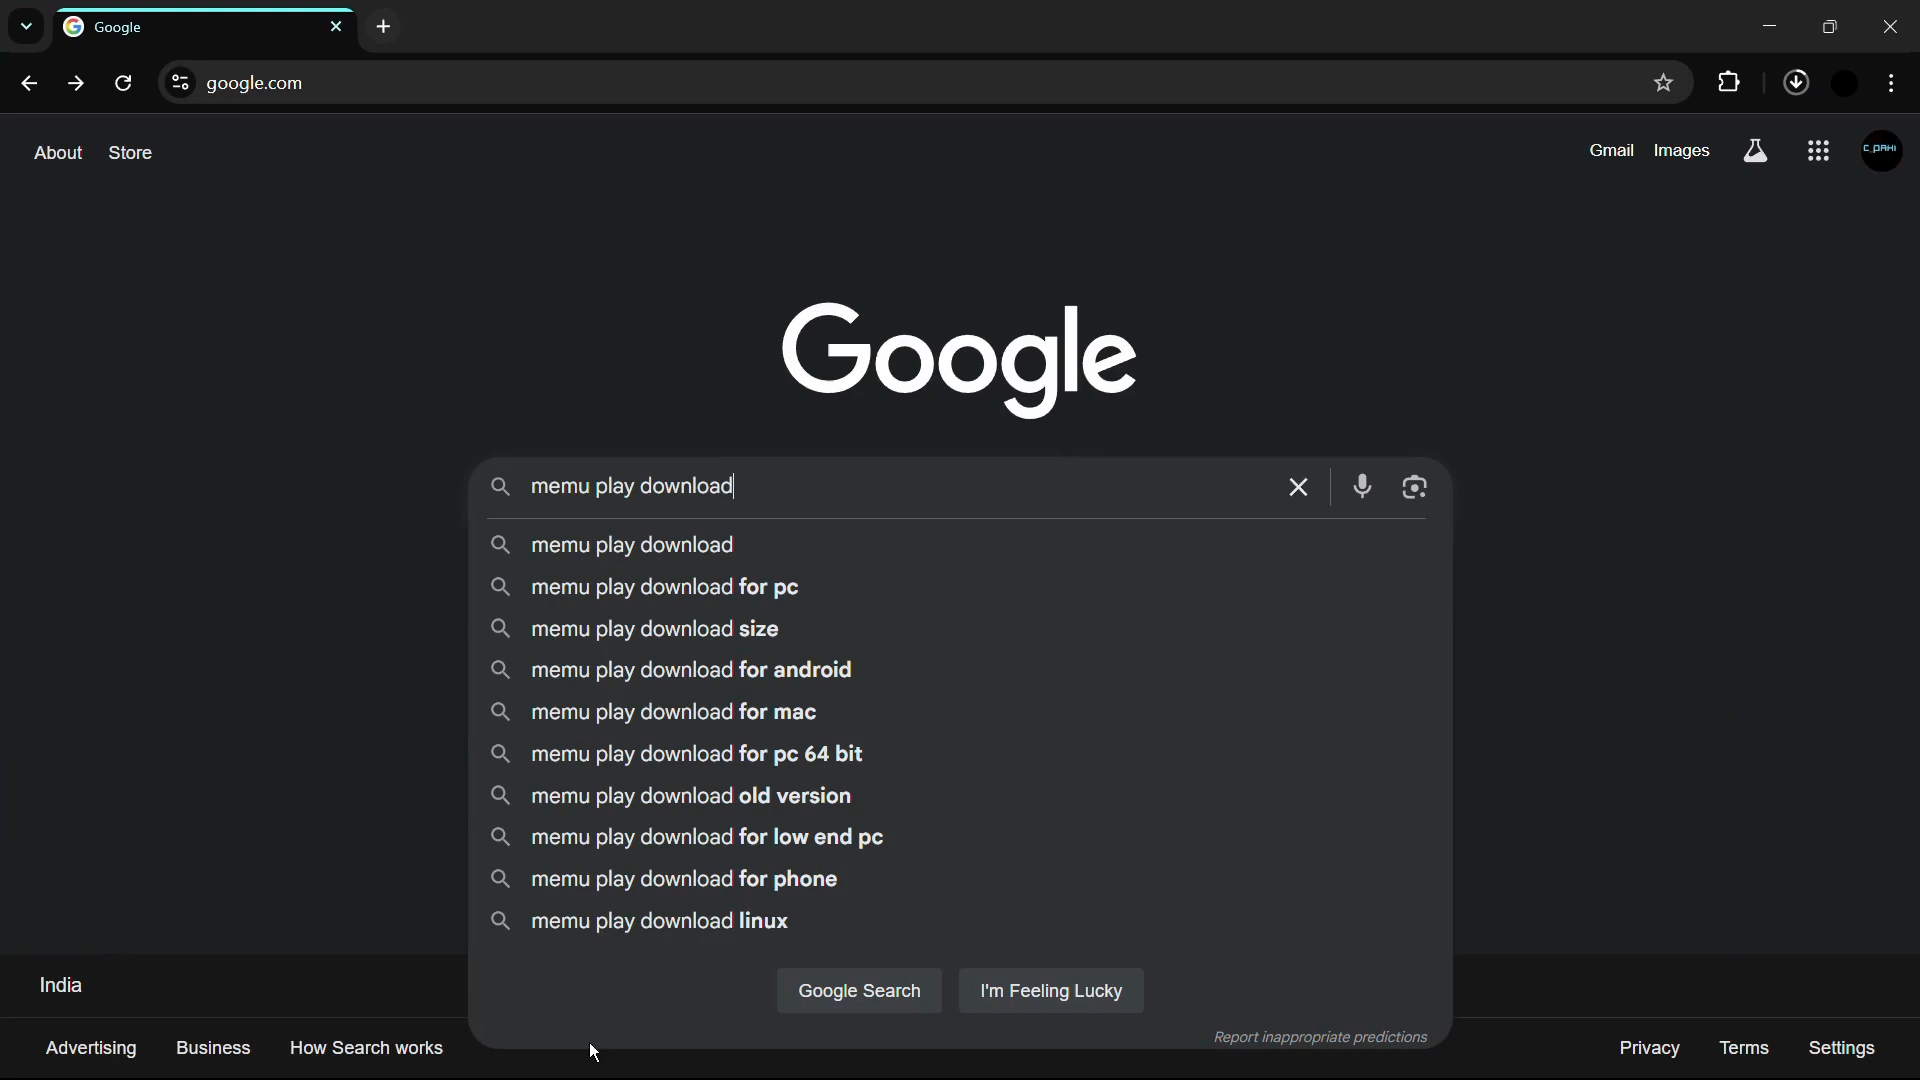 Google
google.com
About Store
Gmail Images
C_DAHI
Google
memu play download
memu play download
memu play download for pc
memu play download size
memu play download for android
memu play download for mac
memu play download for pc 64 bit
memu play download old version
memu play download for low end pc
memu play download for phone
memu play download linux
Google Search I'm Feeling Lucky
Report inappropriate predictions
India
Advertising Business How Search works
Privacy Terms Settings